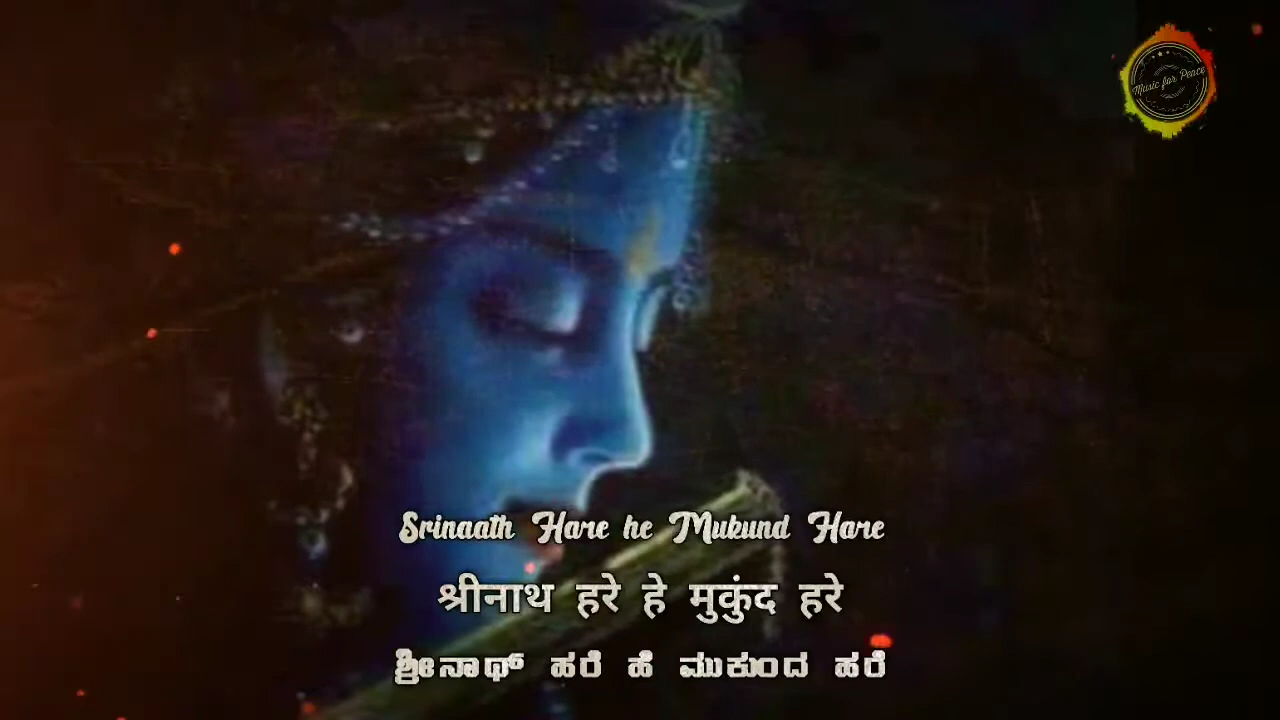 Music for Peace
Srinaath Hare he Mukund Hare
श्रीनाथ हरे हे मुकुंद हरे
ಶ್ರೀನಾಥ್ ಹರೆ ಹೆ ಮುಕುಂದ ಹರೆ